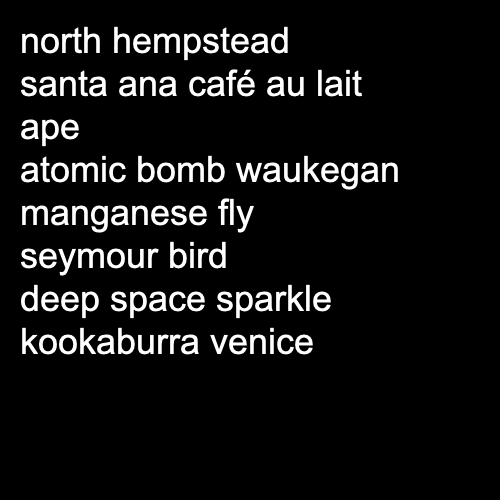 north hempstead
santa ana café au lait
ape
atomic bomb waukegan
manganese fly
seymour bird
deep space sparkle
kookaburra venice